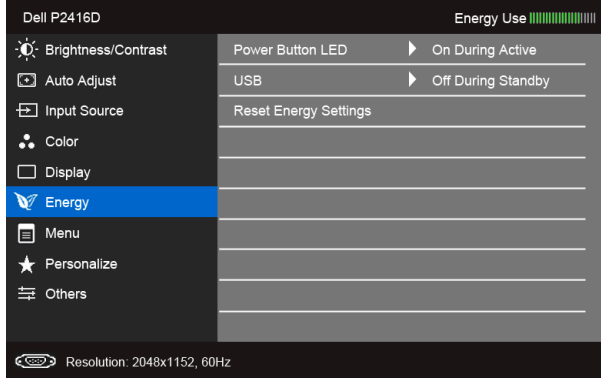 Dell P2416D
Energy Use
Brightness/Contrast
Auto Adjust
Input Source
Color
Display
Energy
Menu
Personalize
Others
Power Button LED On During Active
USB Off During Standby
Reset Energy Settings
Resolution: 2048x1152, 60Hz